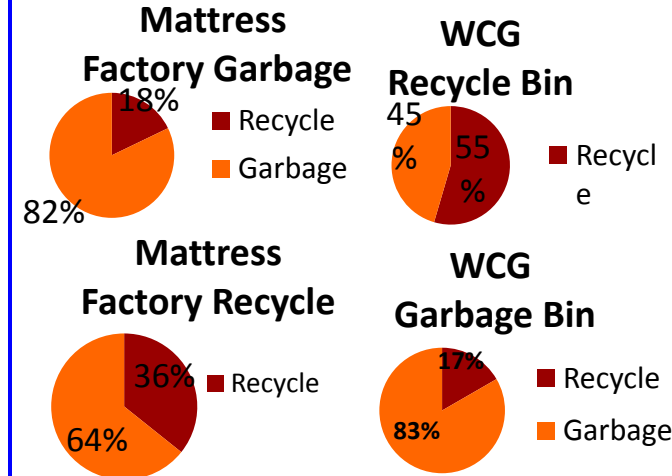 Mattress
Factory Garbage
18%
82%
Recycle
Garbage
WCG
Recycle Bin
45
%
55
%
Recycl
e
Mattress
Factory Recycle
36%
64%
Recycle
WCG
Garbage Bin
17%
83%
Recycle
Garbage